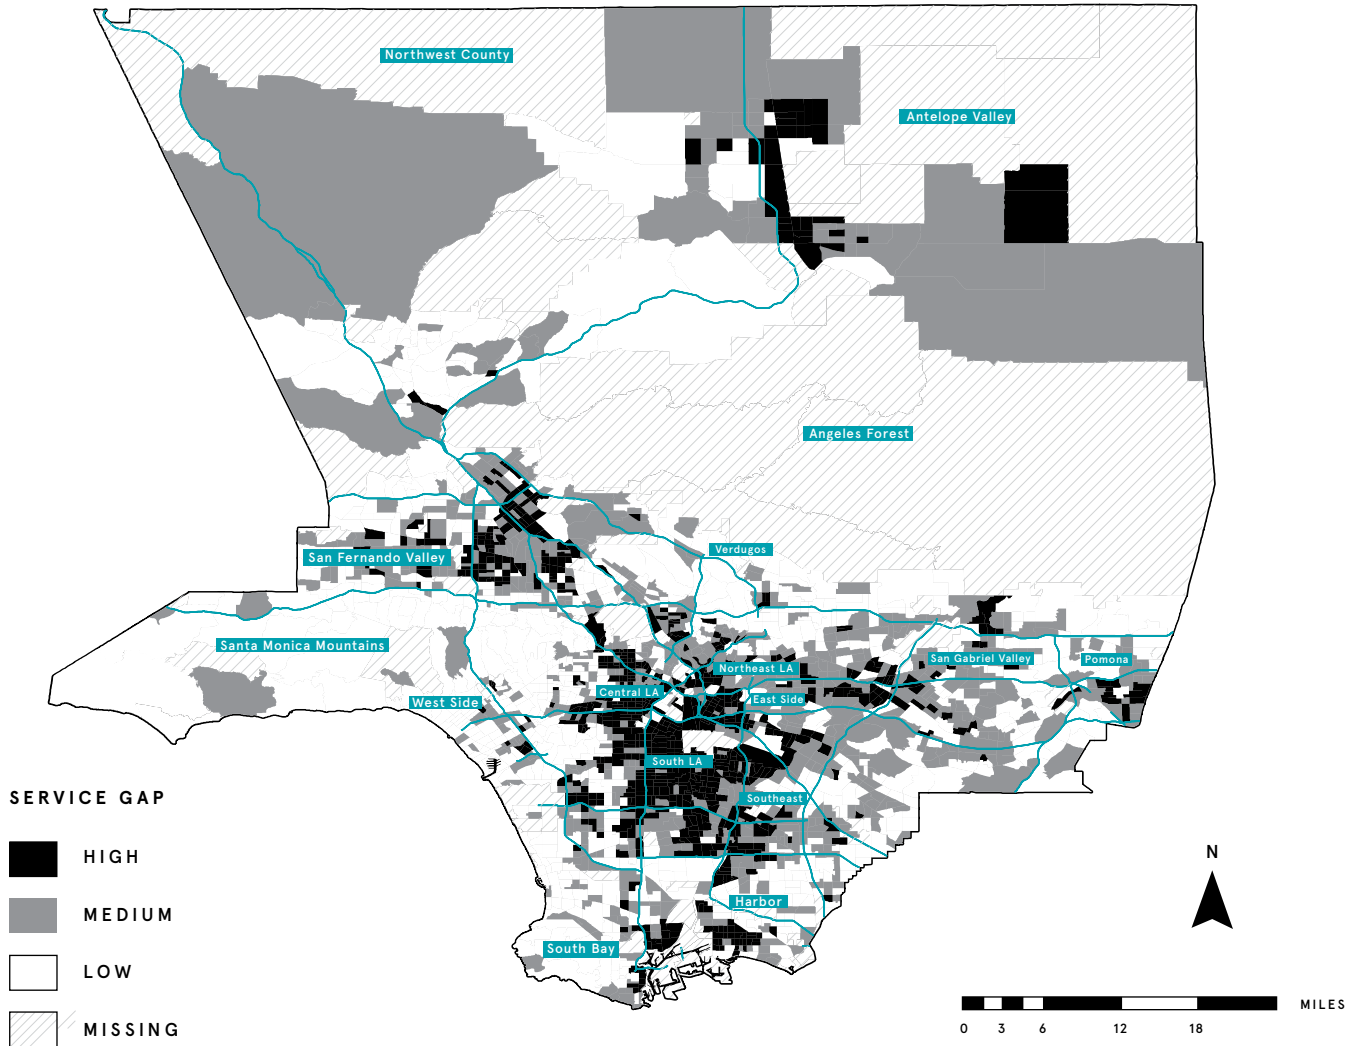 Northwest County
Antelope Valley
Angeles Forest
Verdugos
San Fernando Valley
Santa Monica Mountains
Northeast LA
San Gabriel Valley
Pomona
Central LA
East Side
West Side
South LA
Southeast
Harbor
South Bay
SERVICE GAP
HIGH
MEDIUM
LOW
MISSING
N
MILES
0 3 6 12 18